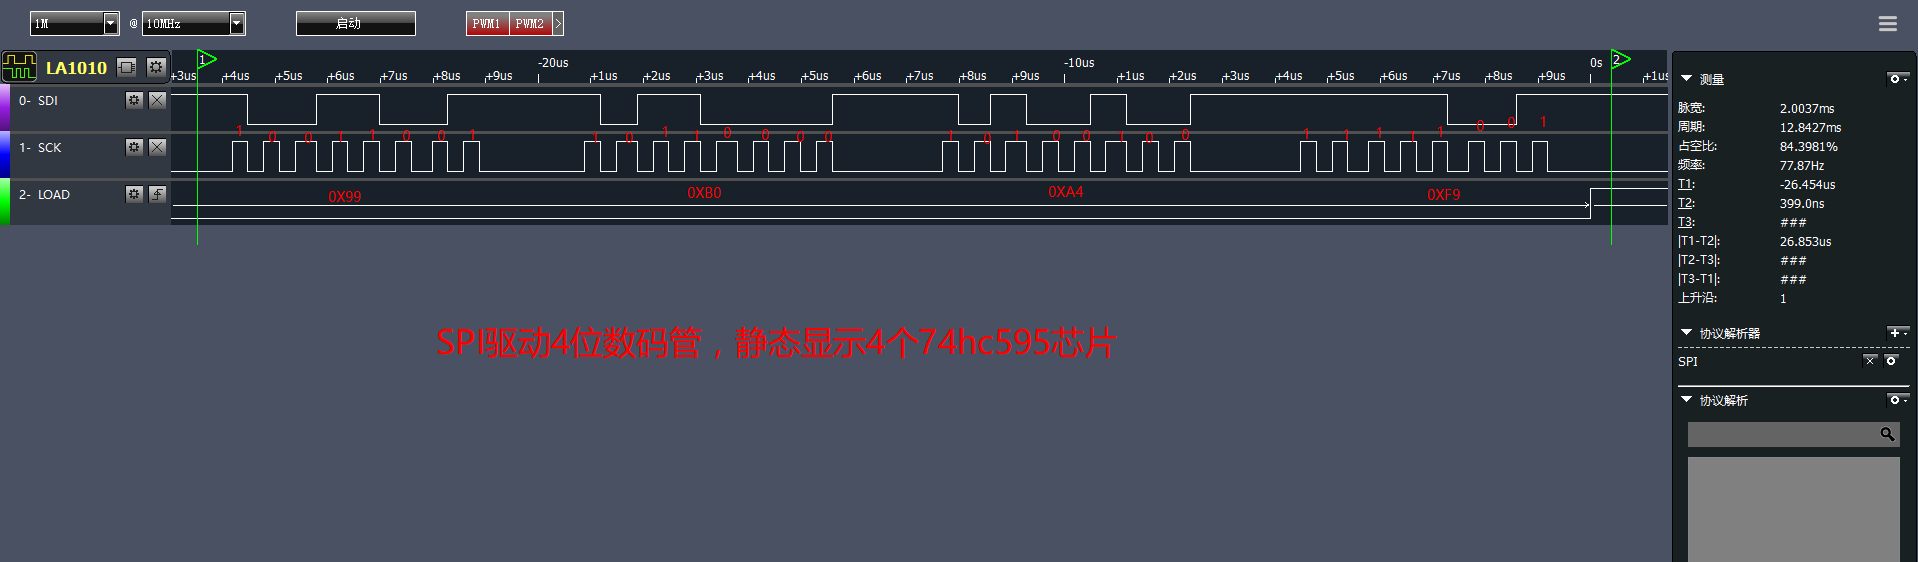 1M @ 10MHz 启动 PWM1 PWM2 >
LA1010
1 2
-20us -10us 0s
+3us +4us +5us +6us +7us +8us +9us +1us +2us +3us +4us +5us +6us +7us +8us +9us +1us +2us +3us +4us +5us +6us +7us +8us +9us +1us
0- SDI
1 0 0 1 1 0 0 1 1 0 1 1 0 0 0 0 1 0 1 0 0 1 0 0 1 1 1 1 1 0 0 1
1- SCK
2- LOAD
0X99 0XB0 0XA4 0XF9
SPI驱动4位数码管，静态显示4个74hc595芯片
测量
脉宽: 2.0037ms
周期: 12.8427ms
占空比: 84.3981%
频率: 77.87Hz
T1: -26.454us
T2: 399.0ns
T3: ###
|T1-T2|: 26.853us
|T2-T3|: ###
|T3-T1|: ###
上升沿: 1
协议解析器
SPI
协议解析